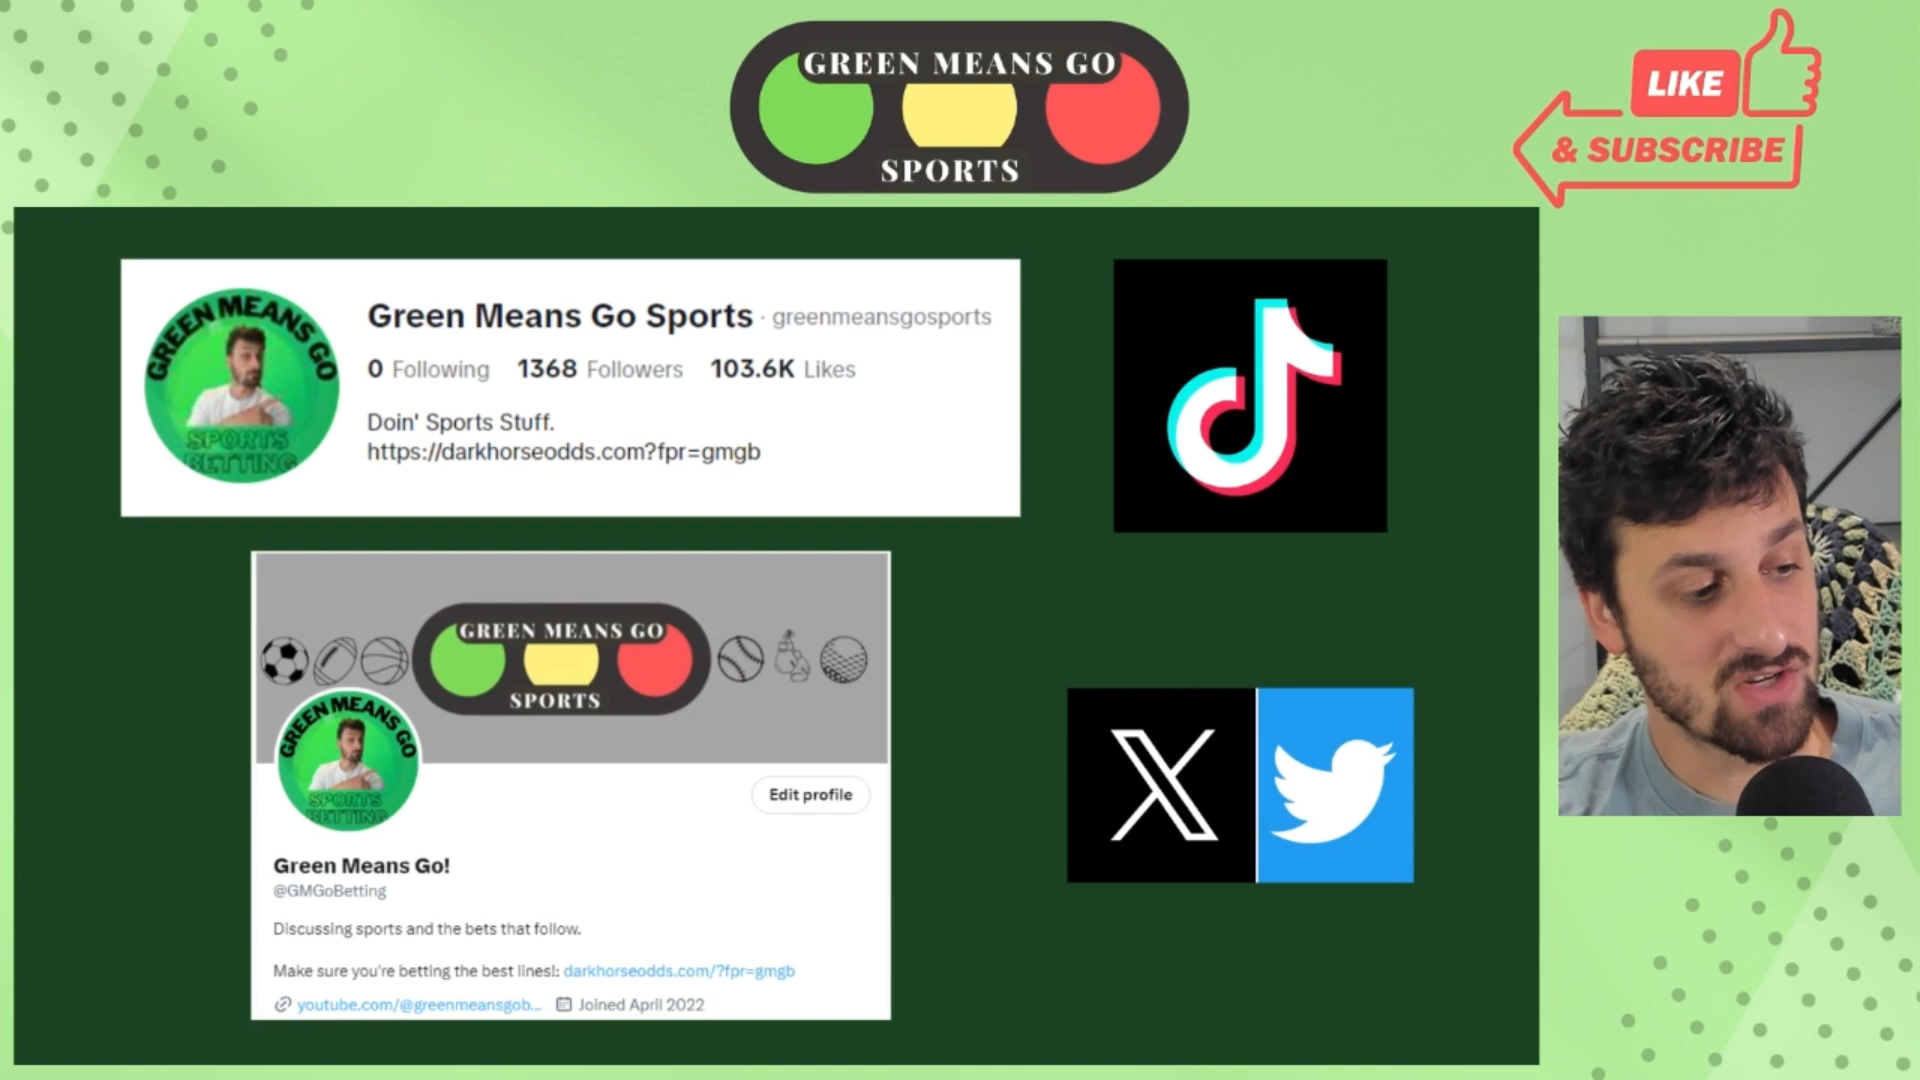 GREEN MEANS GO
SPORTS
LIKE
& SUBSCRIBE
GREEN MEANS GO
SPORTS
BETTING
Green Means Go Sports · greenmeansgosports
0 Following 1368 Followers 103.6K Likes
Doin' Sports Stuff.
https://darkhorseodds.com?fpr=gmgb
GREEN MEANS GO
SPORTS
GREEN MEANS GO
SPORTS
BETTING
Edit profile
Green Means Go!
@GMGoBetting
Discussing sports and the bets that follow.
Make sure you're betting the best lines!: darkhorseodds.com/?fpr=gmgb
youtube.com/@greenmeansgob... Joined April 2022